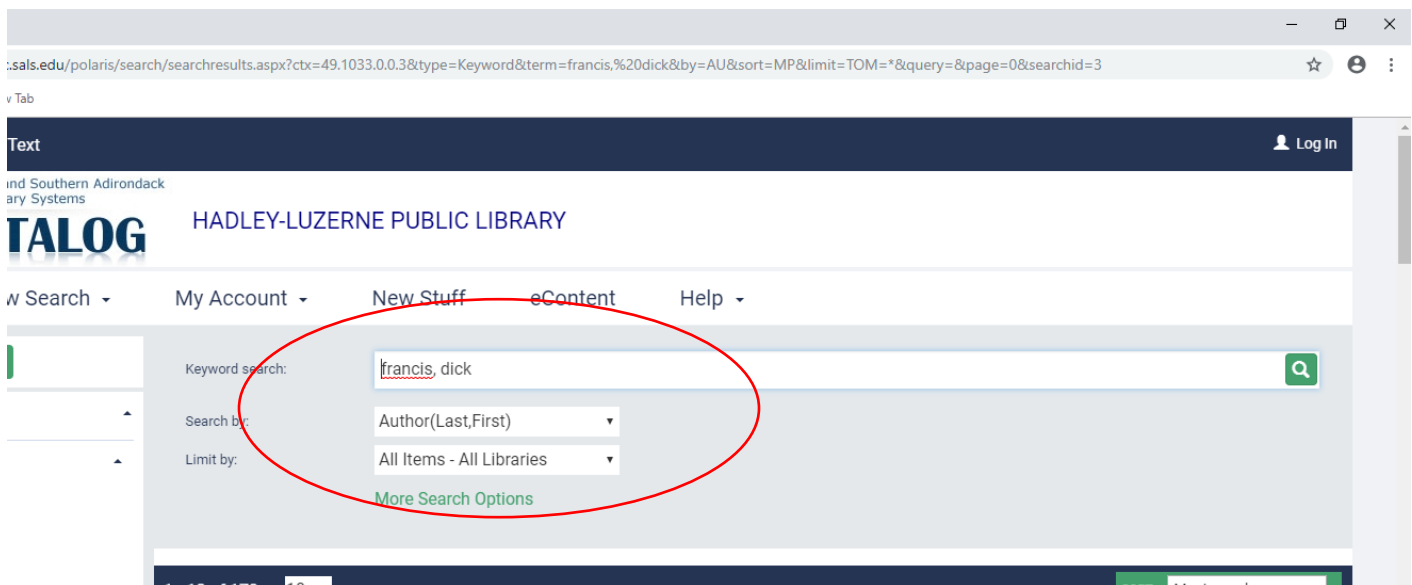 :.sals.edu/polaris/search/searchresults.aspx?ctx=49.1033.0.0.3&type=Keyword&term=francis,%20dick&by=AU&sort=MP&limit=TOM=*&query=&page=0&searchid=3
Tab
Text
Log In
and Southern Adirondack
ary Systems
TALOG
HADLEY-LUZERNE PUBLIC LIBRARY
w Search
My Account
New Stuff
eContent
Help
Keyword search:
francis, dick
Search by:
Author(Last,First)
Limit by:
All Items - All Libraries
More Search Options